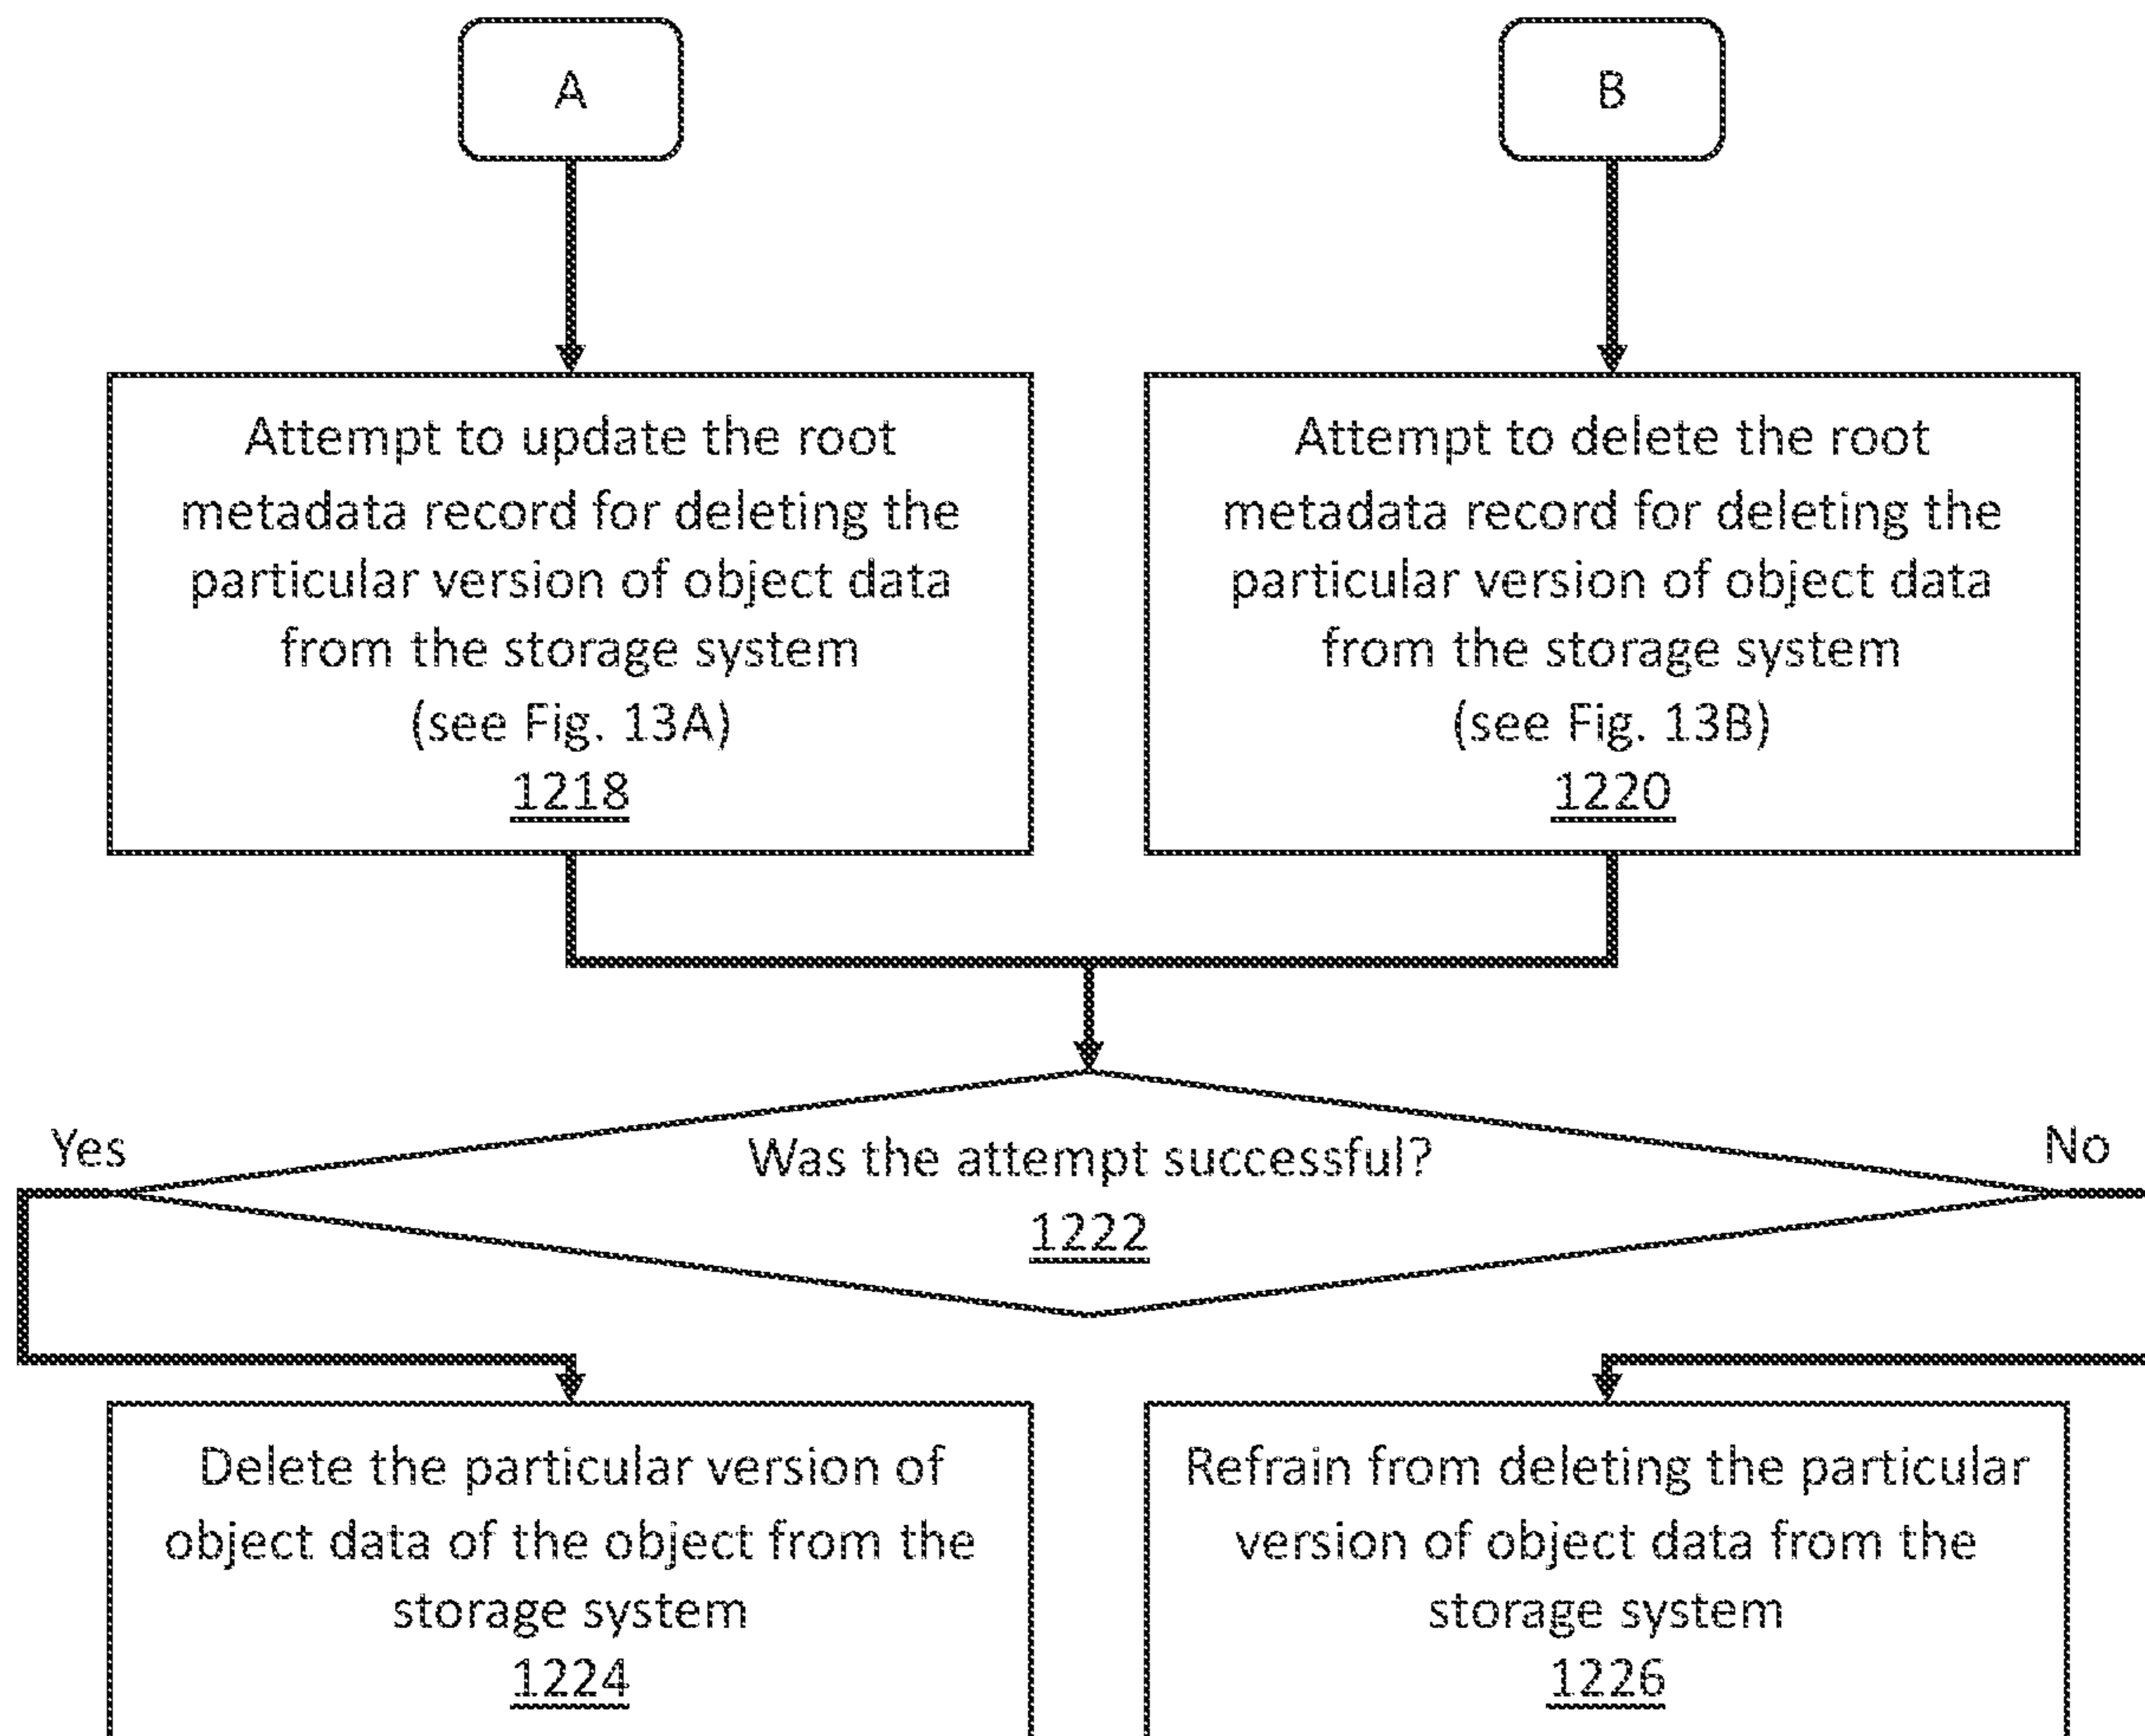 A
B
Attempt to update the root
metadata record for deleting the
particular version of object data
from the storage system
(see Fig. 13A)
1218
Attempt to delete the root
metadata record for deleting the
particular version of object data
from the storage system
(see Fig. 13B)
1220
Yes
Was the attempt successful?
1222
No
Delete the particular version of
object data of the object from the
storage system
1224
Refrain from deleting the particular
version of object data from the
storage system
1226